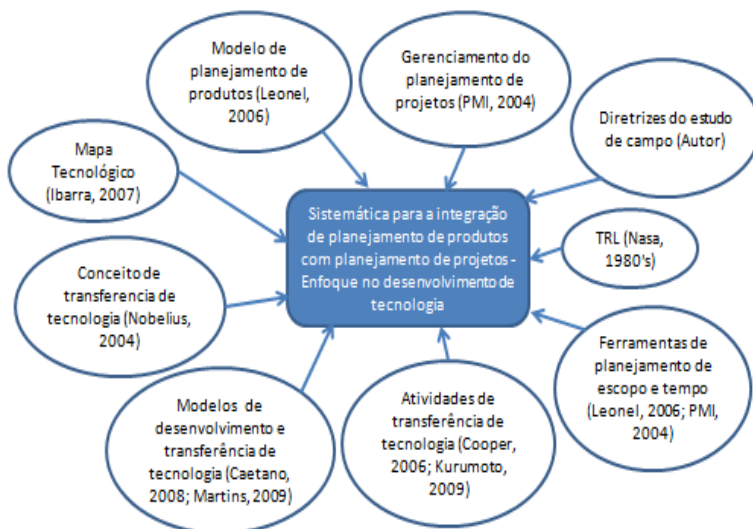 Modelo de
planejamento de
produtos (Leonel,
2006)
Gerenciamento do
planejamento de
projetos (PMI, 2004)
Diretrizes do estudo
de campo (Autor)
Mapa
Tecnológico
(Ibarra, 2007)
Sistemática para a integração
de planejamento de produtos
com planejamento de projetos -
Enfoque no desenvolvimento de
tecnologia
TRL (Nasa,
1980's)
Conceito de
transferencia de
tecnologia (Nobelius,
2004)
Ferramentas de
planejamento de
escopo e tempo
(Leonel, 2006; PMI,
2004)
Modelos de
desenvolvimento e
transferência de
tecnologia (Caetano,
2008; Martins, 2009)
Atividades de
transferência de
tecnologia (Cooper,
2006; Kurumoto,
2009)